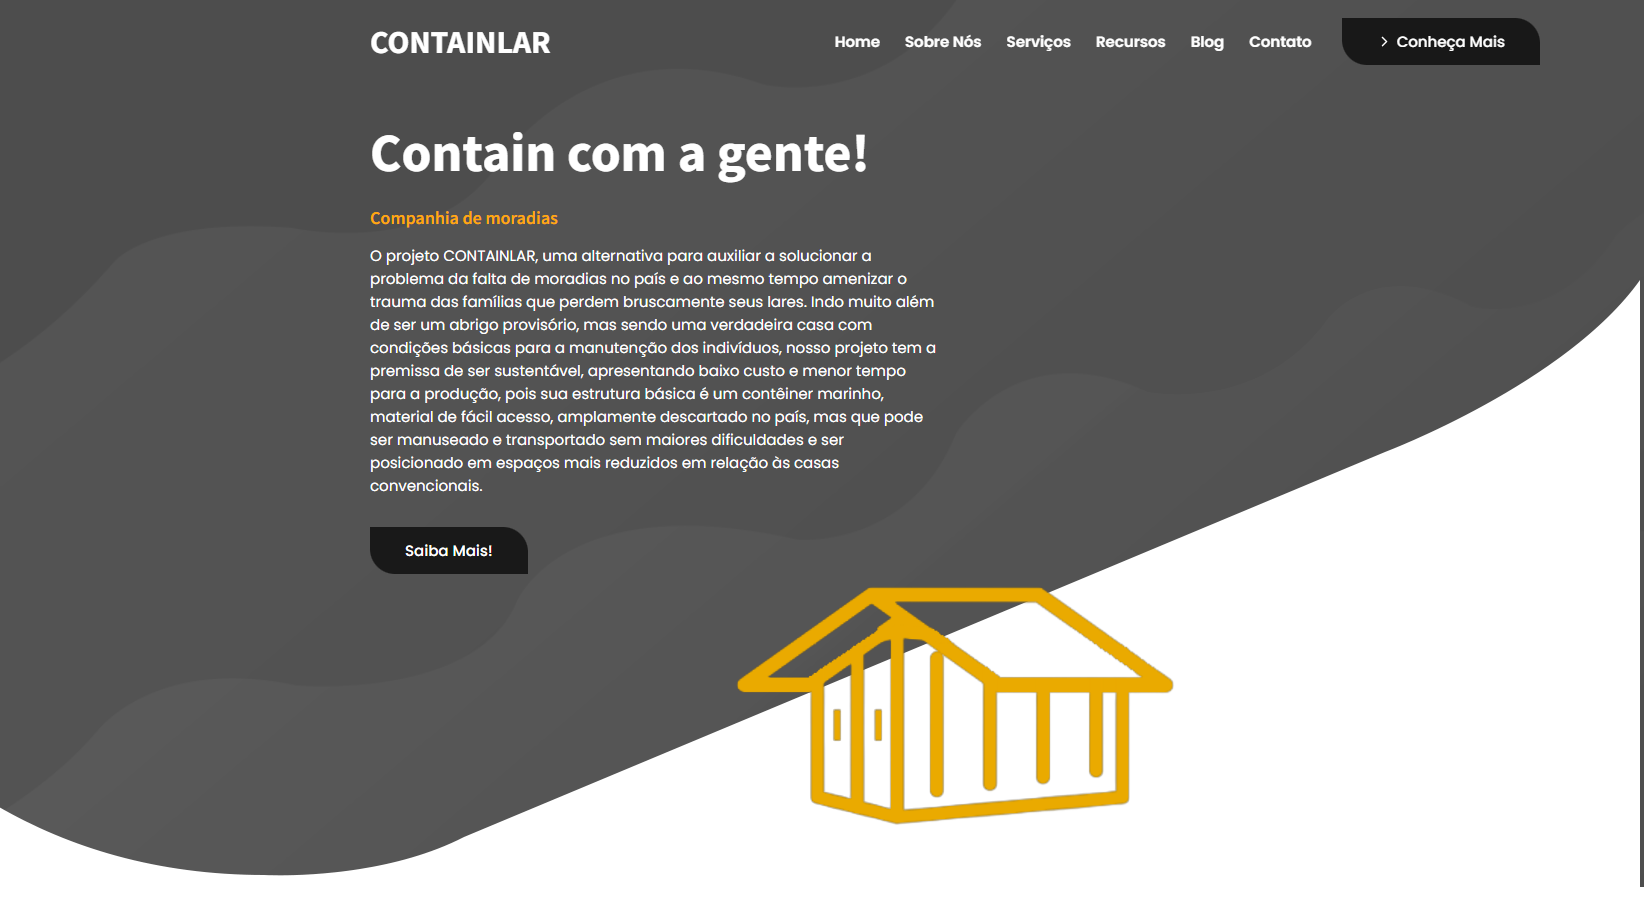 CONTAINLAR
Home Sobre Nós Serviços Recursos Blog Contato Conheça Mais
Contain com a gente!
Companhia de moradias
O projeto CONTAINLAR, uma alternativa para auxiliar a solucionar a
problema da falta de moradias no país e ao mesmo tempo amenizar o
trauma das famílias que perdem bruscamente seus lares. Indo muito além
de ser um abrigo provisório, mas sendo uma verdadeira casa com
condições básicas para a manutenção dos indivíduos, nosso projeto tem a
premissa de ser sustentável, apresentando baixo custo e menor tempo
para a produção, pois sua estrutura básica é um contêiner marinho,
material de fácil acesso, amplamente descartado no país, mas que pode
ser manuseado e transportado sem maiores dificuldades e ser
posicionado em espaços mais reduzidos em relação às casas
convencionais.
Saiba Mais!